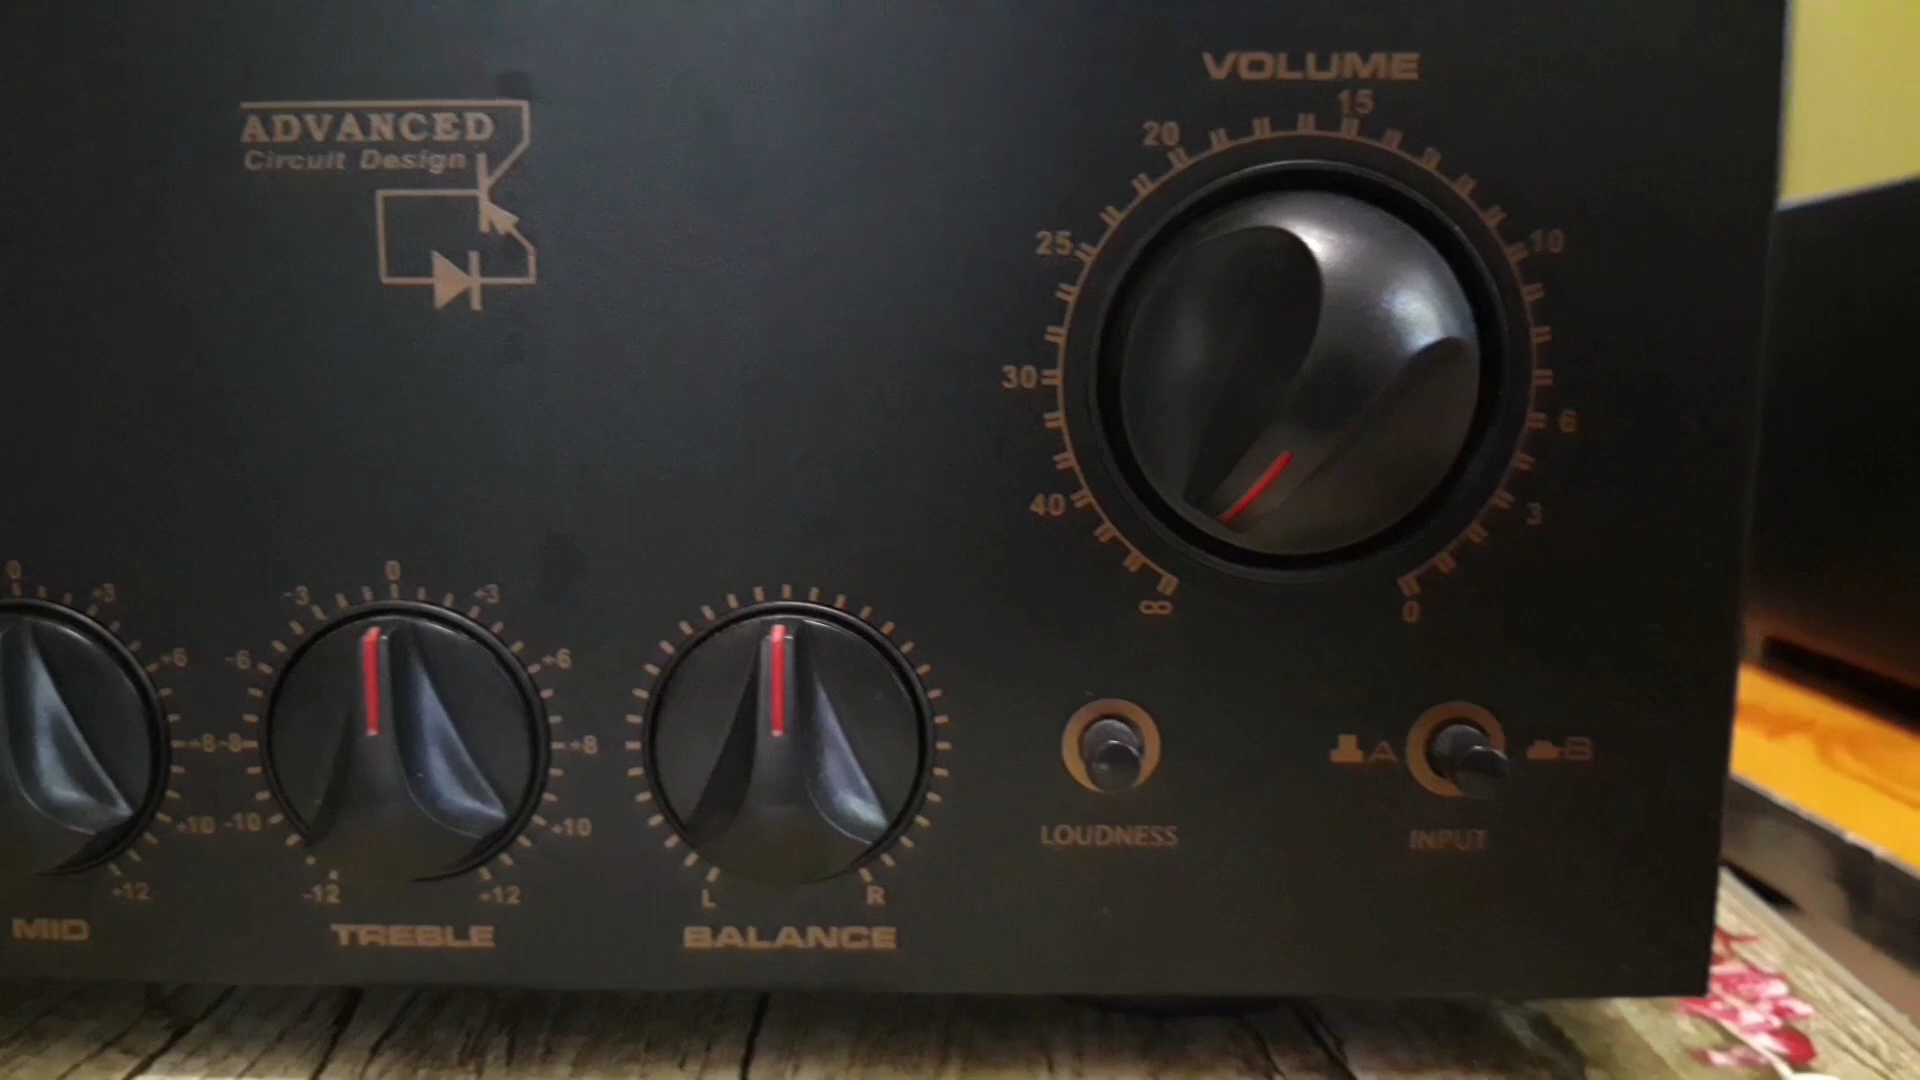 ADVANCED
Circuit Design
VOLUME
15
20
10
25
30
6
40
3
∞
0
0
+3
+6
+8
+10
+12
MID
0
-3
+3
-6
+6
-8
+8
-10
+10
-12
+12
TREBLE
L
R
BALANCE
LOUDNESS
A
B
INPUT